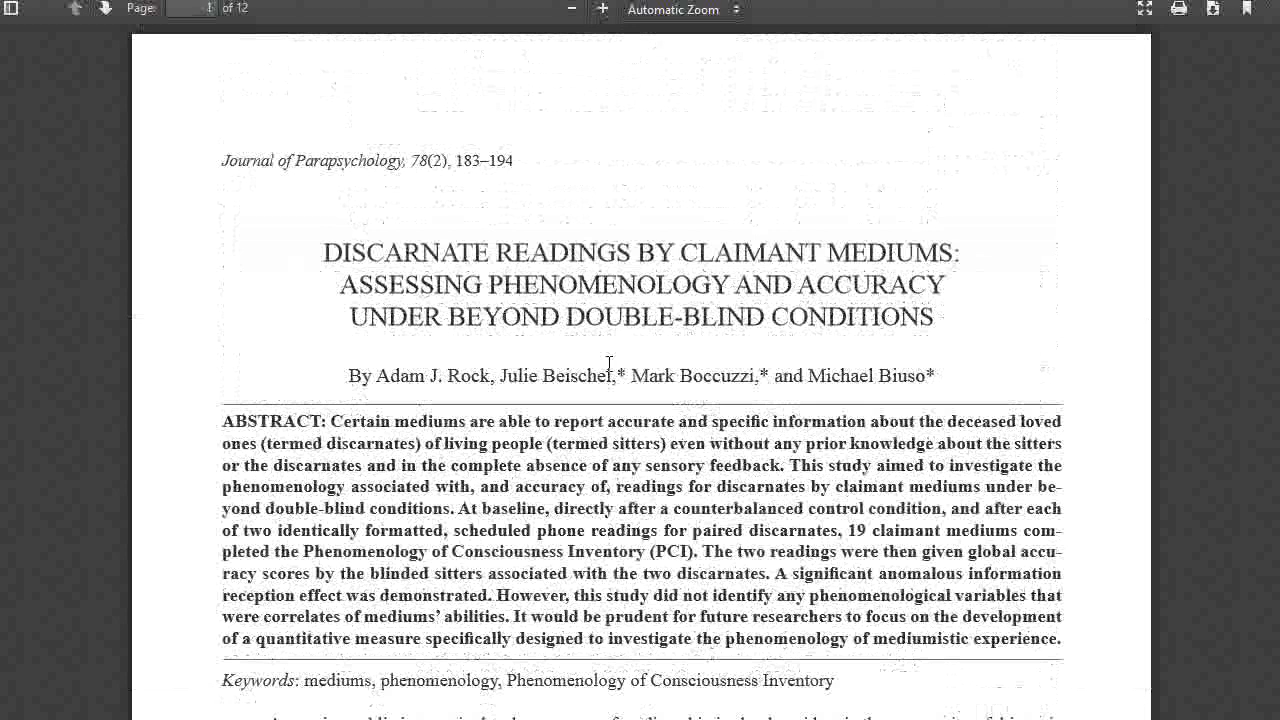 Page: 1 of 12 Automatic Zoom
Journal of Parapsychology, 78(2), 183–194
DISCARNATE READINGS BY CLAIMANT MEDIUMS:
ASSESSING PHENOMENOLOGY AND ACCURACY
UNDER BEYOND DOUBLE-BLIND CONDITIONS
By Adam J. Rock, Julie Beischel,* Mark Boccuzzi,* and Michael Biuso*
ABSTRACT: Certain mediums are able to report accurate and specific information about the deceased loved
ones (termed discarnates) of living people (termed sitters) even without any prior knowledge about the sitters
or the discarnates and in the complete absence of any sensory feedback. This study aimed to investigate the
phenomenology associated with, and accuracy of, readings for discarnates by claimant mediums under be-
yond double-blind conditions. At baseline, directly after a counterbalanced control condition, and after each
of two identically formatted, scheduled phone readings for paired discarnates, 19 claimant mediums com-
pleted the Phenomenology of Consciousness Inventory (PCI). The two readings were then given global accu-
racy scores by the blinded sitters associated with the two discarnates. A significant anomalous information
reception effect was demonstrated. However, this study did not identify any phenomenological variables that
were correlates of mediums’ abilities. It would be prudent for future researchers to focus on the development
of a quantitative measure specifically designed to investigate the phenomenology of mediumistic experience.
Keywords: mediums, phenomenology, Phenomenology of Consciousness Inventory